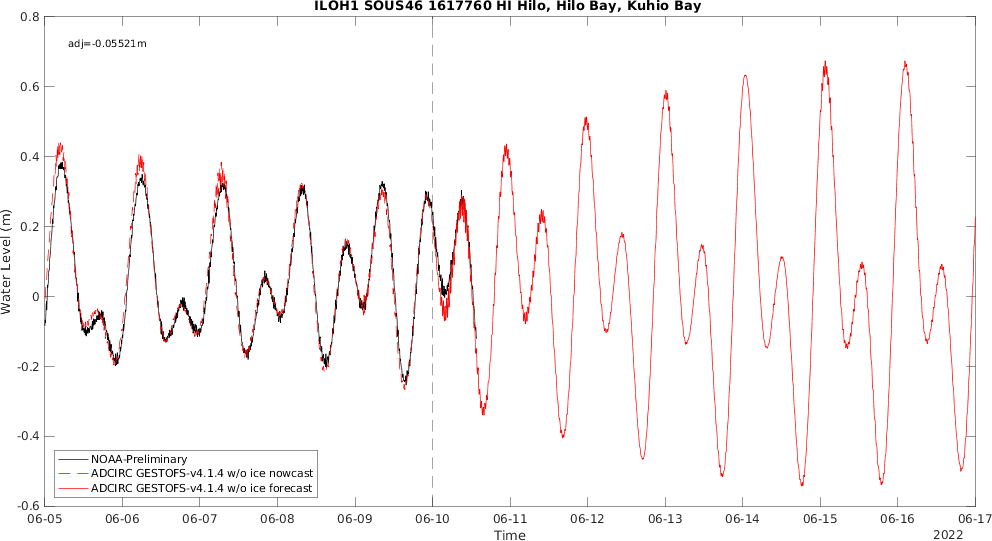 ILOH1 SOUS46 1617760 HI Hilo, Hilo Bay, Kuhio Bay
adj=-0.05521m
0.8
0.6
0.4
0.2
0
-0.2
-0.4
-0.6
Water Level (m)
NOAA-Preliminary
ADCIRC GESTOFS-v4.1.4 w/o ice nowcast
ADCIRC GESTOFS-v4.1.4 w/o ice forecast
06-05 06-06 06-07 06-08 06-09 06-10 06-11 06-12 06-13 06-14 06-15 06-16 06-17
Time
2022